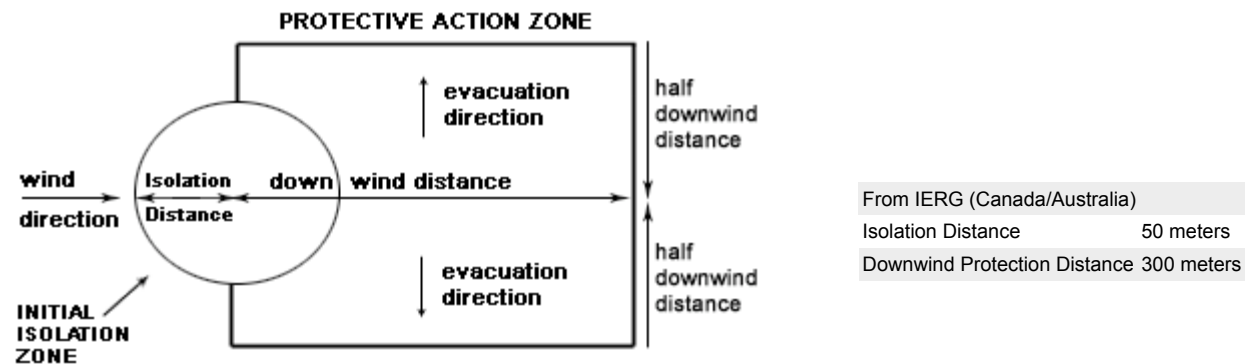 PROTECTIVE ACTION ZONE
evacuation
direction
half
downwind
distance
wind
direction
Isolation
Distance
down wind distance
evacuation
direction
half
downwind
distance
INITIAL
ISOLATION
ZONE
From IERG (Canada/Australia)
Isolation Distance 50 meters
Downwind Protection Distance 300 meters